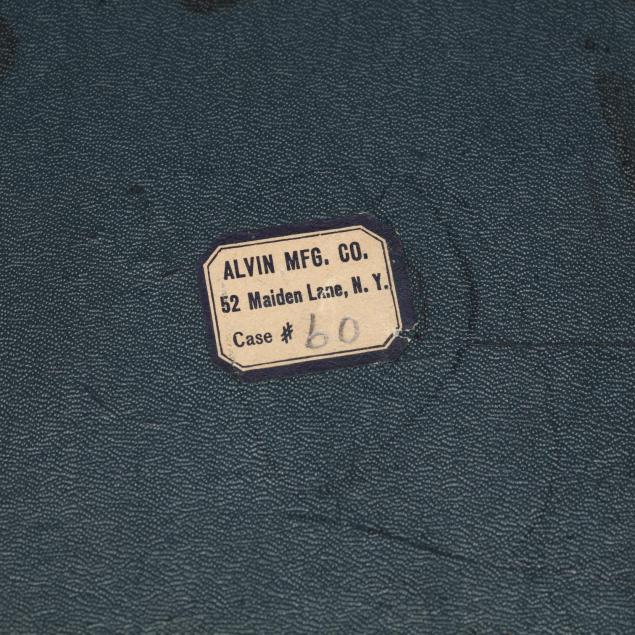 ALVIN MFG. CO.
52 Maiden Lane, N. Y.
Case # 60